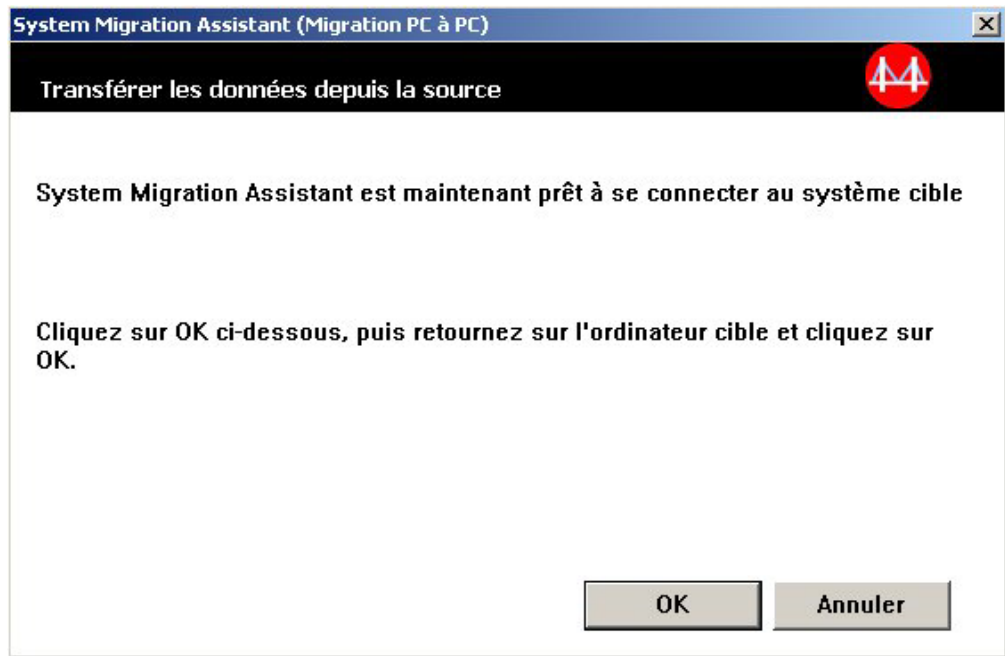 System Migration Assistant (Migration PC à PC)
Transférer les données depuis la source
System Migration Assistant est maintenant prêt à se connecter au système cible
Cliquez sur OK ci-dessous, puis retournez sur l'ordinateur cible et cliquez sur
OK.
OK
Annuler